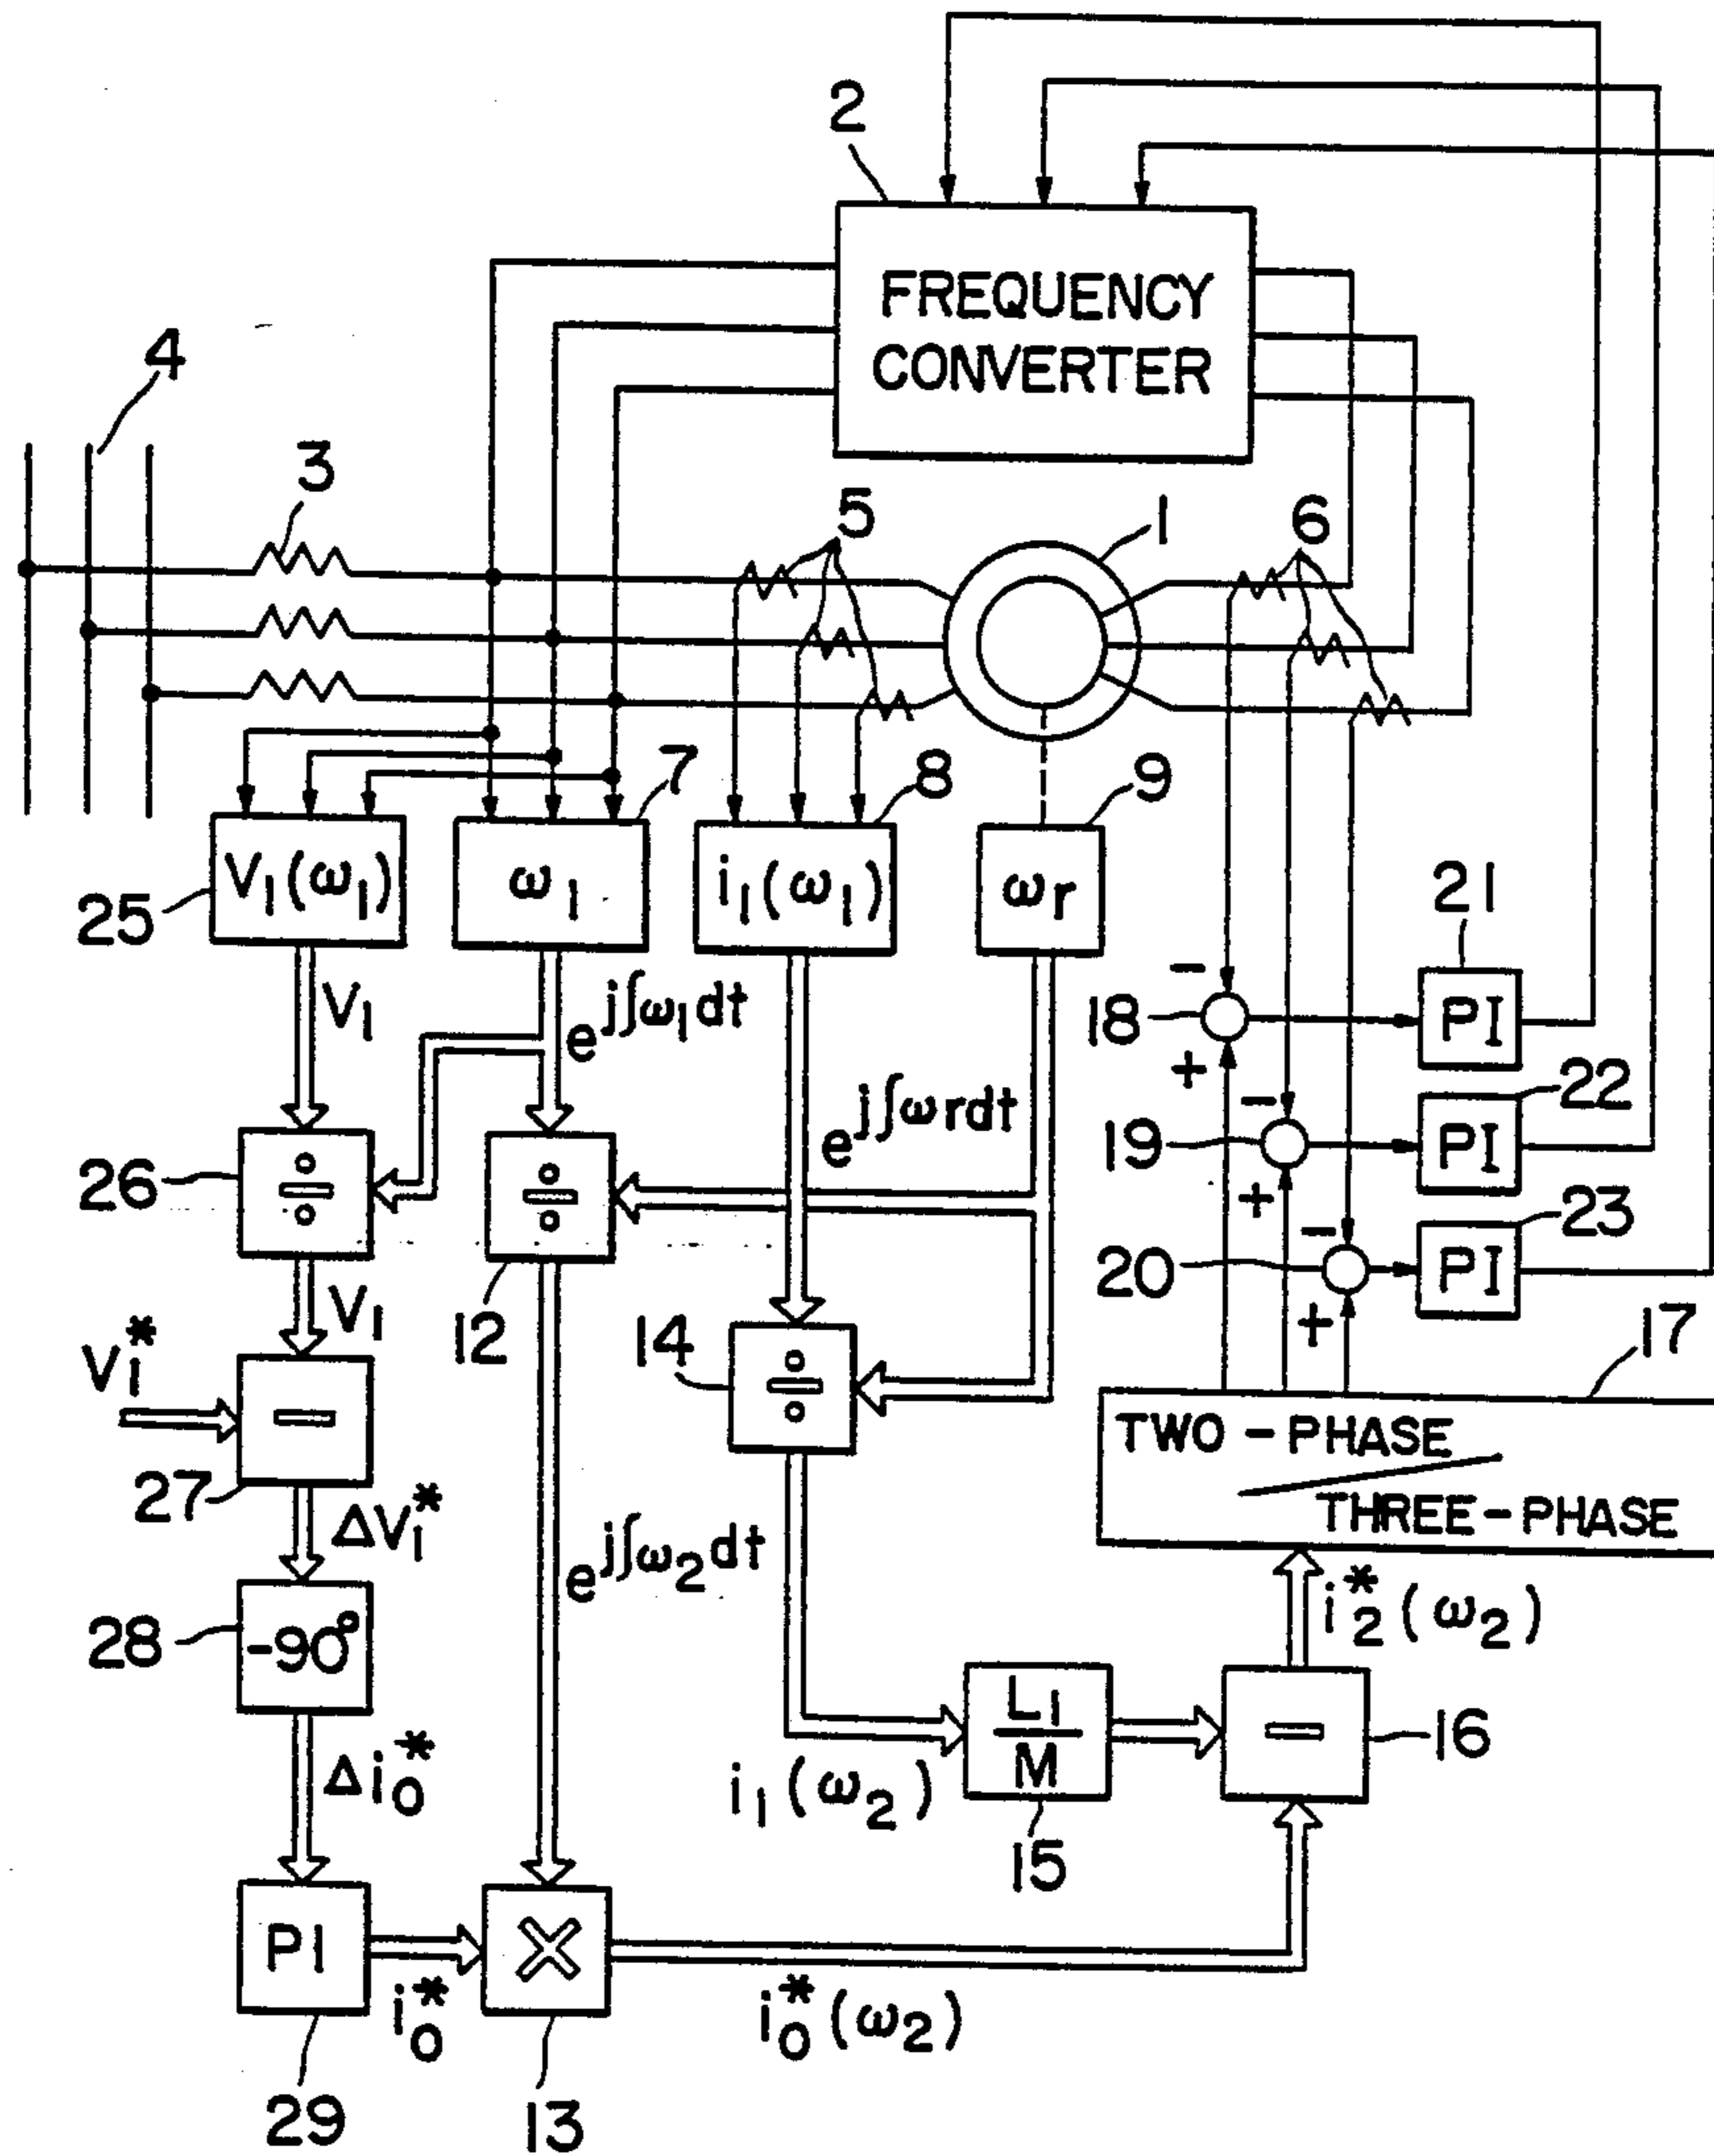 2
FREQUENCY
CONVERTER
4
3
5
1
6
7
8
9
25
V₁(ω₁)
ω₁
i₁(ω₁)
ωr
21
V₁
e^{j∫ω₁dt}
18
−
+
PI
22
e^{j∫ωrdt}
19
−
+
PI
26
÷
÷
23
20
−
+
PI
V₁
12
14
÷
17
V₁*
−
27
TWO-PHASE
THREE-PHASE
ΔV₁*
e^{j∫ω₂dt}
i₂*(ω₂)
28
-90°
L₁
M
−
16
Δi₀*
i₁(ω₂)
15
PI
×
i₀*
i₀*(ω₂)
29
13